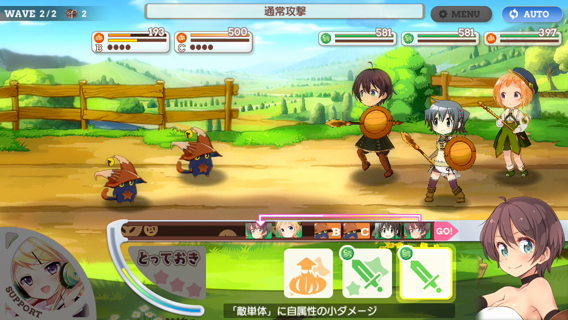 WAVE 2/2 2
通常攻撃
MENU
AUTO
193
B
500
C
581
581
397
B
C
GO!
とっておき
SUPPORT
「敵単体」に自属性の小ダメージ